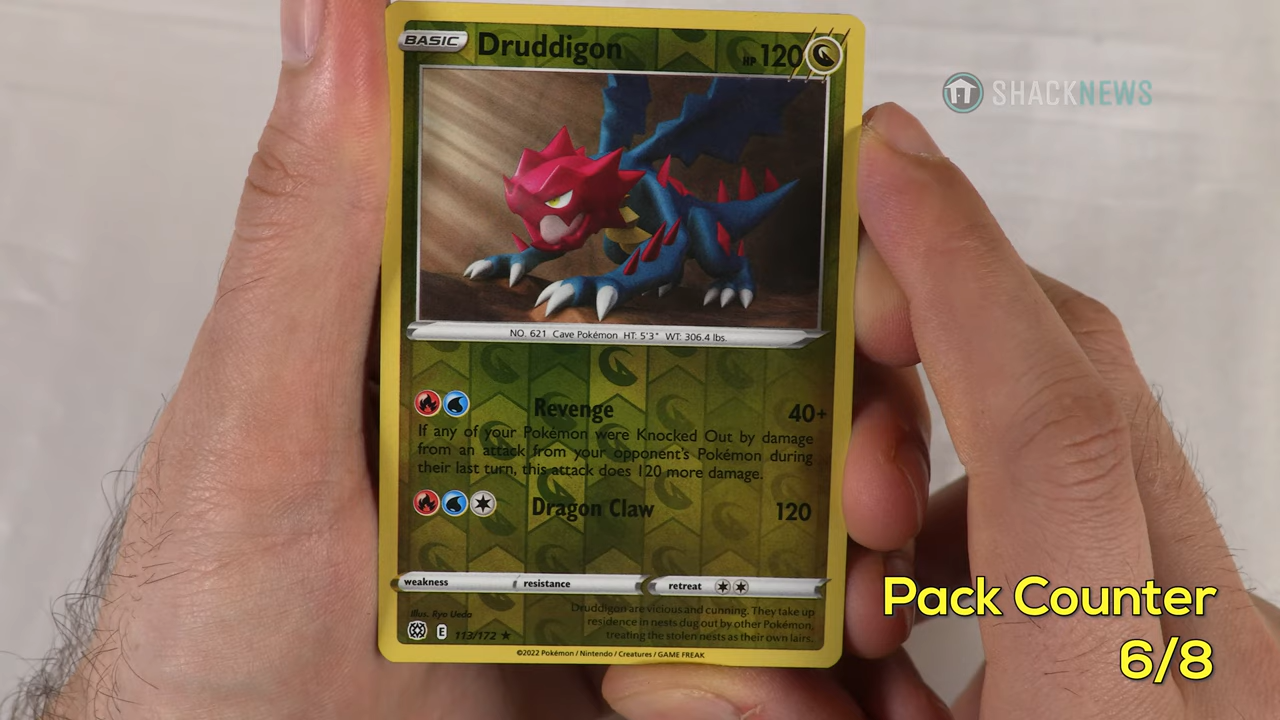 BASIC
Druddigon
HP 120
SHACKNEWS
NO. 621 Cave Pokémon HT: 5'3" WT: 306.4 lbs.
Revenge 40+
If any of your Pokémon were Knocked Out by damage
from an attack from your opponent's Pokémon during
their last turn, this attack does 120 more damage.
Dragon Claw 120
weakness resistance retreat
Illus. Ryo Ueda
Druddigon are vicious and cunning. They take up
residence in nests dug out by other Pokémon,
treating the stolen nests as their own lairs.
E 113/172 ★
©2022 Pokémon / Nintendo / Creatures / GAME FREAK
Pack Counter
6/8